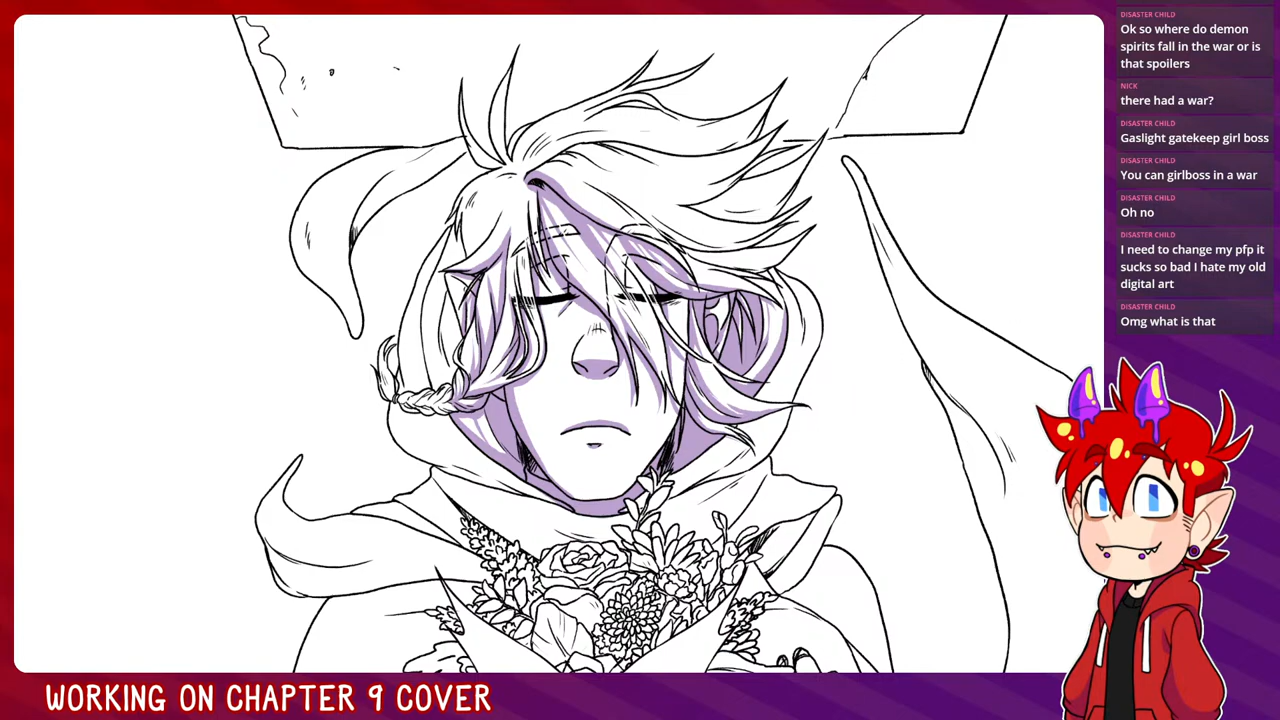 DISASTER CHILD
Ok so where do demon
spirits fall in the war or is
that spoilers
NICK
there had a war?
DISASTER CHILD
Gaslight gatekeep girl boss
DISASTER CHILD
You can girlboss in a war
DISASTER CHILD
Oh no
DISASTER CHILD
I need to change my pfp it
sucks so bad I hate my old
digital art
DISASTER CHILD
Omg what is that
WORKING ON CHAPTER 9 COVER